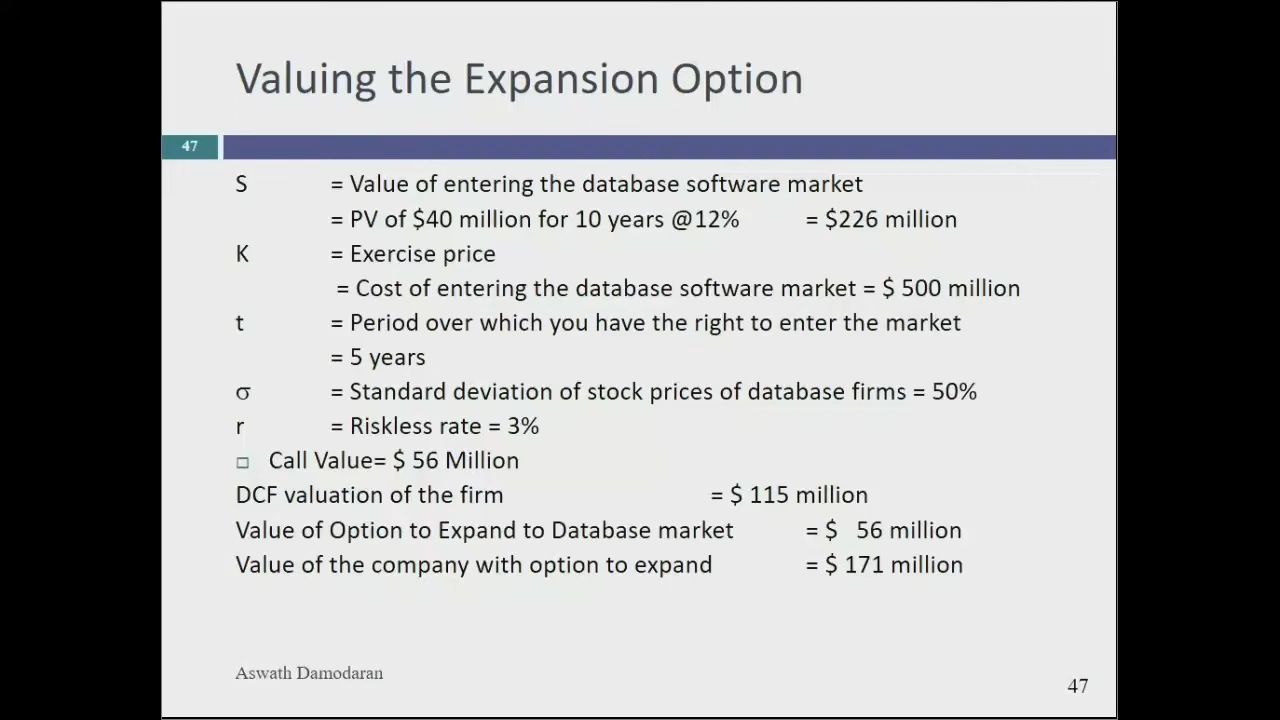 Valuing the Expansion Option
47
S = Value of entering the database software market
= PV of $40 million for 10 years @12% = $226 million
K = Exercise price
= Cost of entering the database software market = $ 500 million
t = Period over which you have the right to enter the market
= 5 years
σ = Standard deviation of stock prices of database firms = 50%
r = Riskless rate = 3%
□ Call Value= $ 56 Million
DCF valuation of the firm = $ 115 million
Value of Option to Expand to Database market = $ 56 million
Value of the company with option to expand = $ 171 million
Aswath Damodaran
47